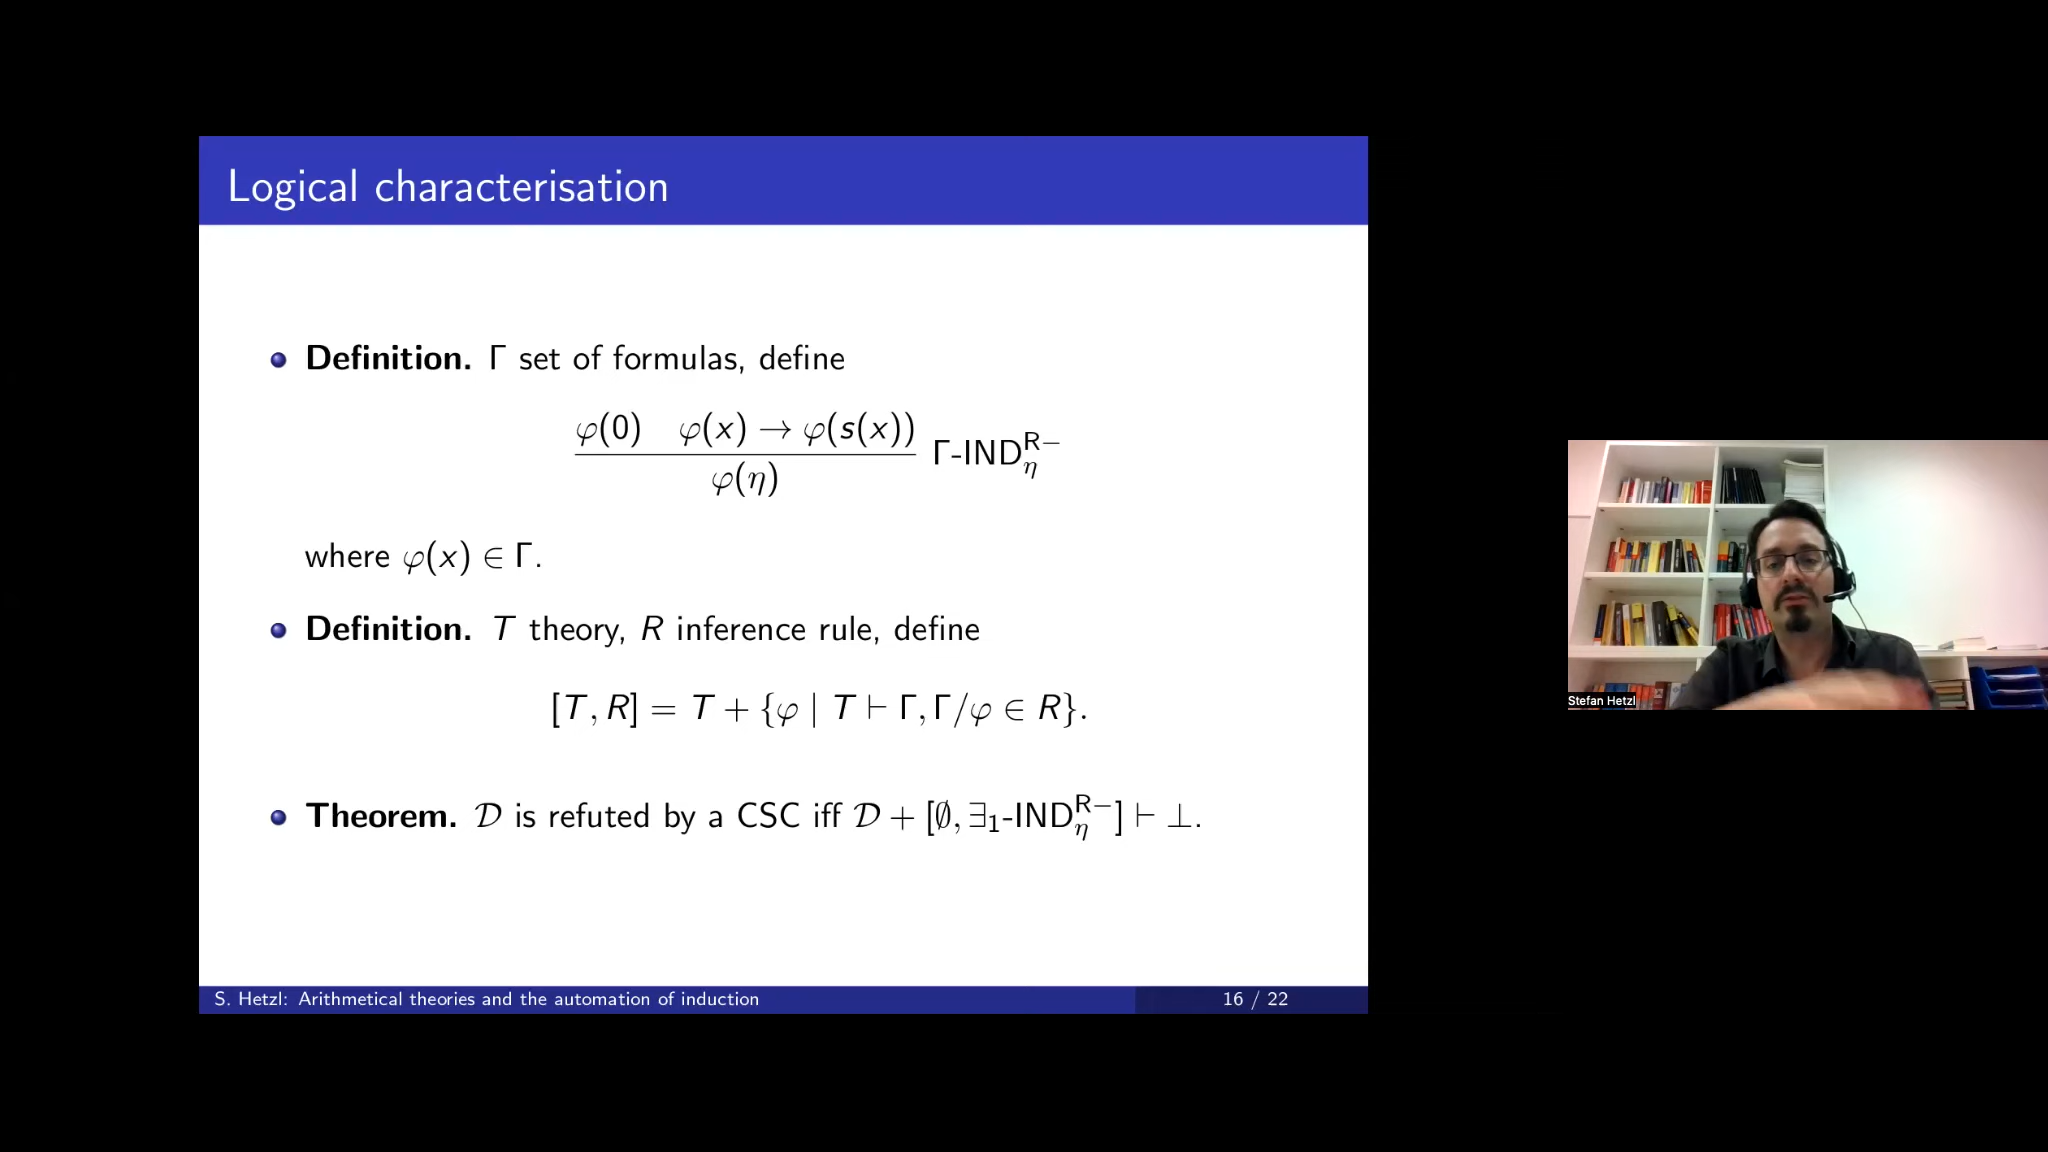 Logical characterisation
Definition. Γ set of formulas, define
φ(0) φ(x) → φ(s(x))
φ(η)
Γ-IND^{R−}_η
where φ(x) ∈ Γ.
Definition. T theory, R inference rule, define
[T, R] = T + {φ | T ⊢ Γ, Γ/φ ∈ R}.
Theorem. 𝒟 is refuted by a CSC iff 𝒟 + [∅, ∃₁-IND^{R−}_η] ⊢ ⊥.
S. Hetzl: Arithmetical theories and the automation of induction
16 / 22
Stefan Hetzl